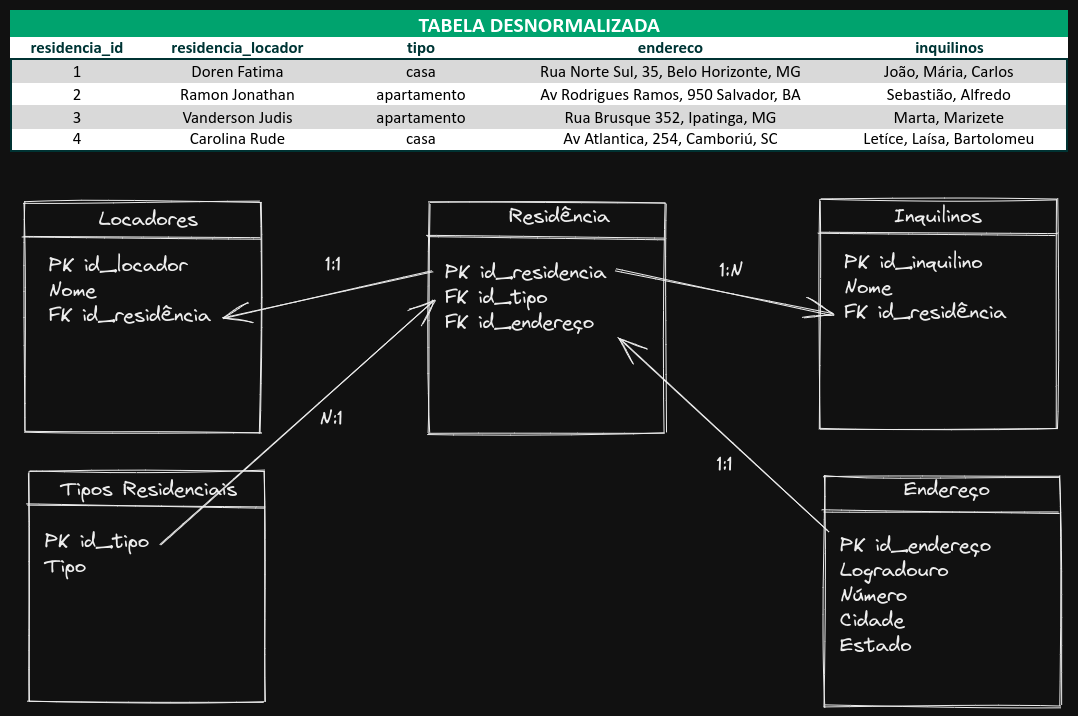 TABELA DESNORMALIZADA
residencia_id residencia_locador tipo endereco inquilinos
1 Doren Fatima casa Rua Norte Sul, 35, Belo Horizonte, MG João, Mária, Carlos
2 Ramon Jonathan apartamento Av Rodrigues Ramos, 950 Salvador, BA Sebastião, Alfredo
3 Vanderson Judis apartamento Rua Brusque 352, Ipatinga, MG Marta, Marizete
4 Carolina Rude casa Av Atlantica, 254, Camboriú, SC Letíce, Laísa, Bartolomeu
Locadores
PK id_locador
Nome
FK id_residência
1:1
Residência
PK id_residencia
FK id_tipo
FK id_endereço
1:N
Inquilinos
PK id_inquilino
Nome
FK id_residência
N:1
1:1
Tipos Residenciais
PK id_tipo
Tipo
Endereço
PK id_endereço
Logradouro
Número
Cidade
Estado